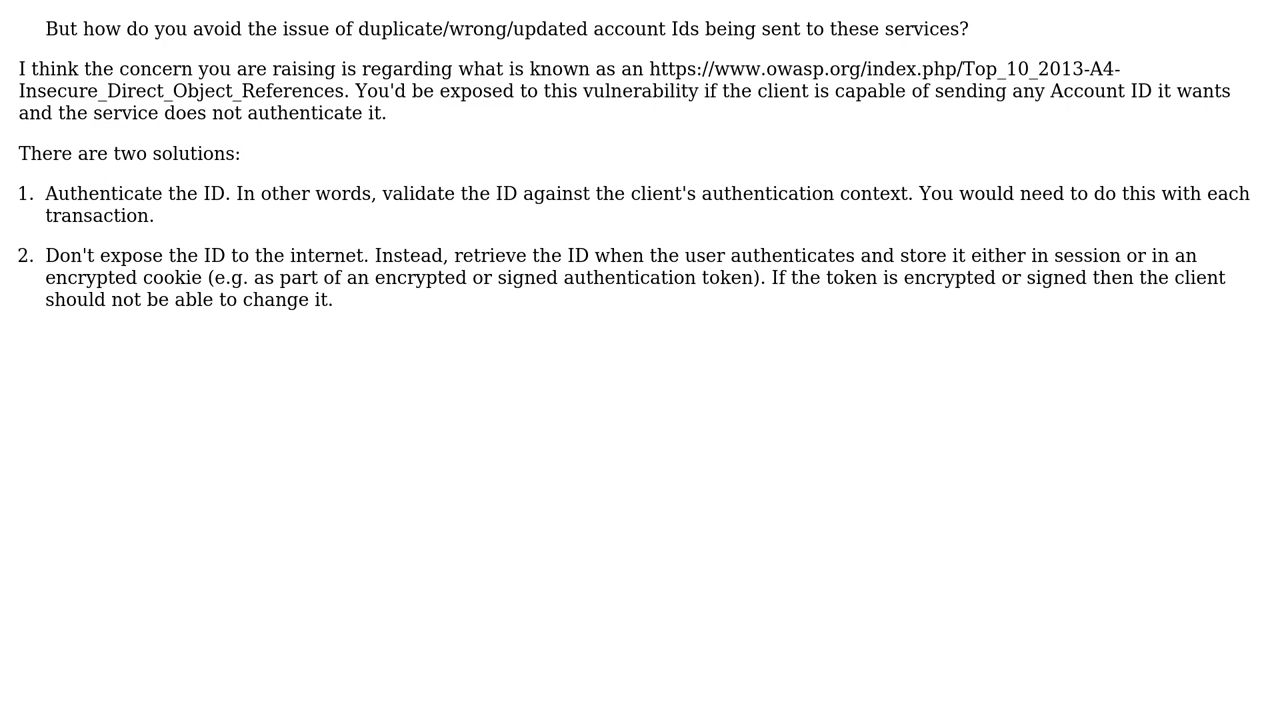 But how do you avoid the issue of duplicate/wrong/updated account Ids being sent to these services?
I think the concern you are raising is regarding what is known as an https://www.owasp.org/index.php/Top_10_2013-A4-
Insecure_Direct_Object_References. You'd be exposed to this vulnerability if the client is capable of sending any Account ID it wants
and the service does not authenticate it.
There are two solutions:
1. Authenticate the ID. In other words, validate the ID against the client's authentication context. You would need to do this with each
transaction.
2. Don't expose the ID to the internet. Instead, retrieve the ID when the user authenticates and store it either in session or in an
encrypted cookie (e.g. as part of an encrypted or signed authentication token). If the token is encrypted or signed then the client
should not be able to change it.